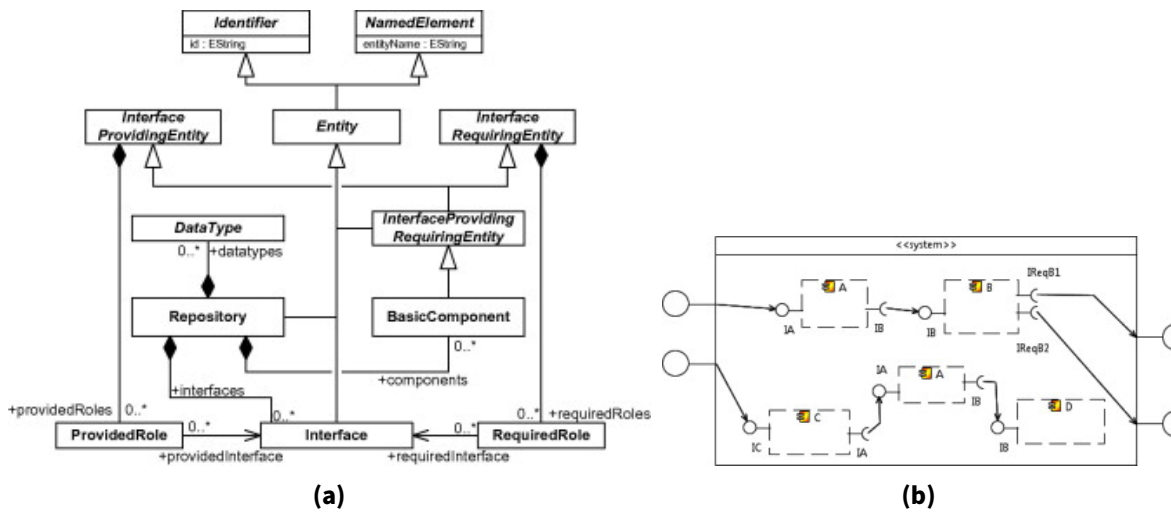 Identifier
id : EString
NamedElement
entityName : EString
Interface
ProvidingEntity
Entity
Interface
RequiringEntity
DataType
0..* +datatypes
InterfaceProviding
RequiringEntity
Repository
BasicComponent
0..*
+components
+interfaces
+providedRoles 0..*
0..*
0..* +requiredRoles
ProvidedRole
0..*
Interface
0..*
RequiredRole
+providedInterface
+requiredInterface
(a)
<<system>>
A
IA
IB
B
IB
IReqB1
IReqB2
IA
A
IB
C
IC
IA
D
IB
(b)